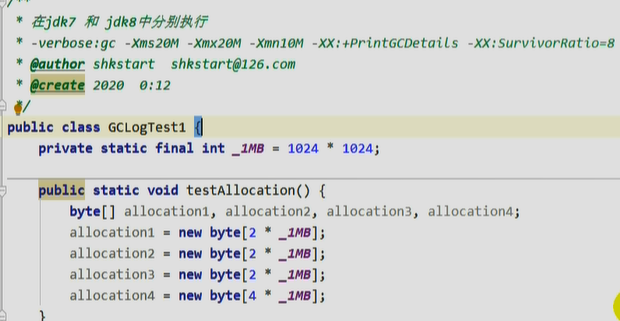 /**
* 在jdk7 和 jdk8中分别执行
* -verbose:gc -Xms20M -Xmx20M -Xmn10M -XX:+PrintGCDetails -XX:SurvivorRatio=8
* @author shkstart  shkstart@126.com
* @create 2020  0:12
*/
public class GCLogTest1 {
    private static final int _1MB = 1024 * 1024;
    public static void testAllocation() {
        byte[] allocation1, allocation2, allocation3, allocation4;
        allocation1 = new byte[2 * _1MB];
        allocation2 = new byte[2 * _1MB];
        allocation3 = new byte[2 * _1MB];
        allocation4 = new byte[4 * _1MB];
    }